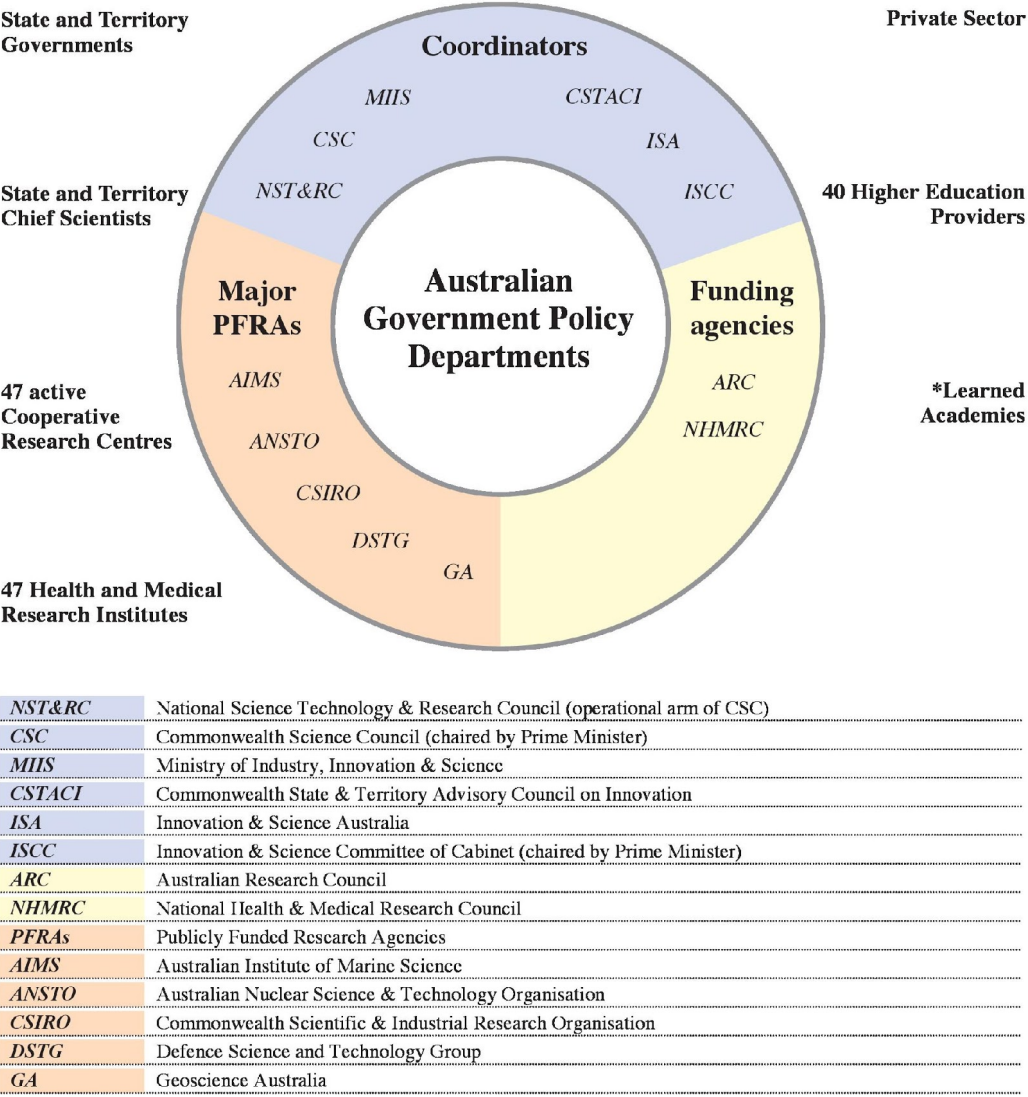 State and Territory
Governments
Private Sector
Coordinators
MIIS
CSTACI
CSC
ISA
NST&RC
ISCC
State and Territory
Chief Scientists
40 Higher Education
Providers
Australian
Government Policy
Departments
Major
PFRAs
Funding
agencies
AIMS
ARC
47 active
Cooperative
Research Centres
*Learned
Academies
ANSTO
NHMRC
CSIRO
DSTG
GA
47 Health and Medical
Research Institutes
NST&RC National Science Technology & Research Council (operational arm of CSC)
CSC Commonwealth Science Council (chaired by Prime Minister)
MIIS Ministry of Industry, Innovation & Science
CSTACI Commonwealth State & Territory Advisory Council on Innovation
ISA Innovation & Science Australia
ISCC Innovation & Science Committee of Cabinet (chaired by Prime Minister)
ARC Australian Research Council
NHMRC National Health & Medical Research Council
PFRAs Publicly Funded Research Agencies
AIMS Australian Institute of Marine Science
ANSTO Australian Nuclear Science & Technology Organisation
CSIRO Commonwealth Scientific & Industrial Research Organisation
DSTG Defence Science and Technology Group
GA Geoscience Australia